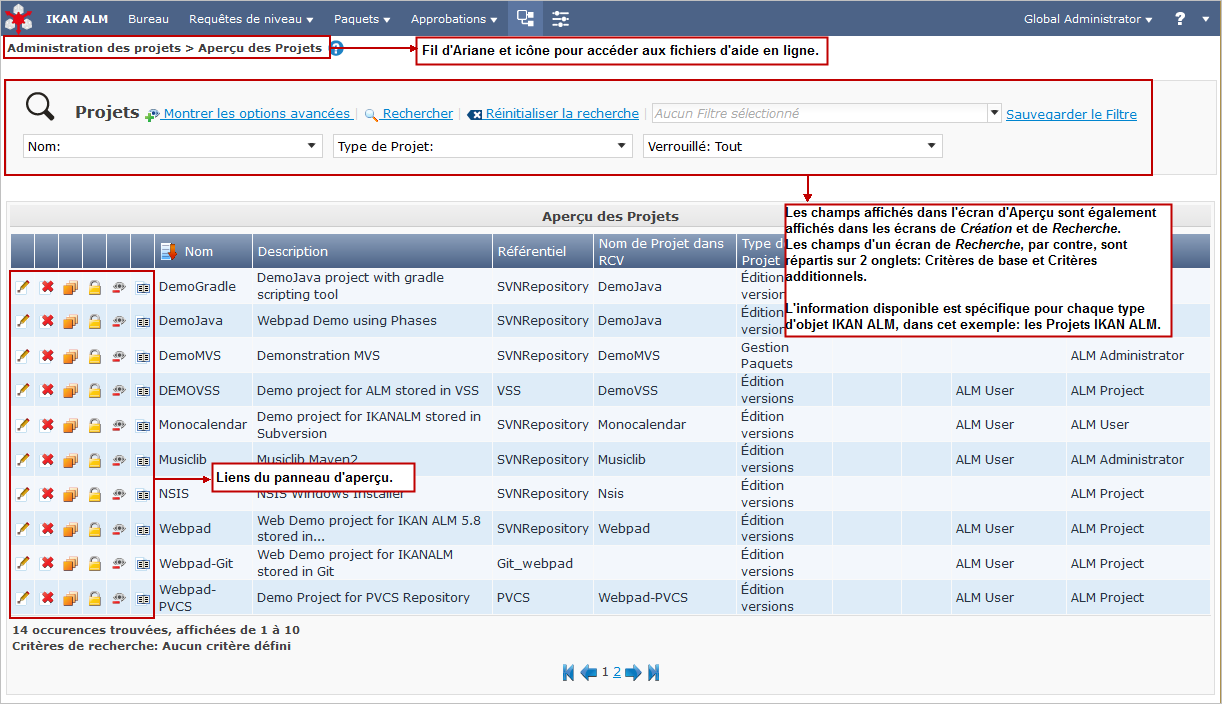 IKAN ALM Bureau Requêtes de niveau Paquets Approbations Global Administrator ?
Administration des projets > Aperçu des Projets
Fil d'Ariane et icône pour accéder aux fichiers d'aide en ligne.
Projets Montrer les options avancées | Rechercher | Réinitialiser la recherche | Aucun Filtre sélectionné Sauvegarder le Filtre
Nom: Type de Projet: Verrouillé: Tout
Aperçu des Projets
Les champs affichés dans l'écran d'Aperçu sont également
affichés dans les écrans de Création et de Recherche.
Les champs d'un écran de Recherche, par contre, sont
répartis sur 2 onglets: Critères de base et Critères
additionnels.
L'information disponible est spécifique pour chaque type
d'objet IKAN ALM, dans cet exemple: les Projets IKAN ALM.
Nom Description Référentiel Nom de Projet dans
RCV Type d
Projet
DemoGradle DemoJava project with gradle
scripting tool SVNRepository DemoJava Édition
version
DemoJava Webpad Demo using Phases SVNRepository DemoJava Édition
version
DemoMVS Demonstration MVS SVNRepository DemoMVS Gestion
Paquets ALM Administrator
DEMOVSS Demo project for ALM stored in VSS VSS DemoVSS Édition
versions ALM User ALM Project
Monocalendar Demo project for IKANALM stored in
Subversion SVNRepository Monocalendar Édition
versions ALM User ALM User
Musiclib Musiclib Maven2 SVNRepository Musiclib Édition
versions ALM User ALM Administrator
Liens du panneau d'aperçu.
NSIS NSIS Windows Installer SVNRepository Nsis Édition
versions ALM Project
Webpad Web Demo project for IKAN ALM 5.8
stored in... SVNRepository Webpad Édition
versions ALM User ALM Project
Webpad-Git Web Demo project for IKANALM
stored in Git Git_webpad Édition
versions ALM User ALM Project
Webpad-
PVCS Demo Project for PVCS Repository PVCS Webpad-PVCS Édition
versions ALM User ALM Project
14 occurences trouvées, affichées de 1 à 10
Critères de recherche: Aucun critère défini
1 2